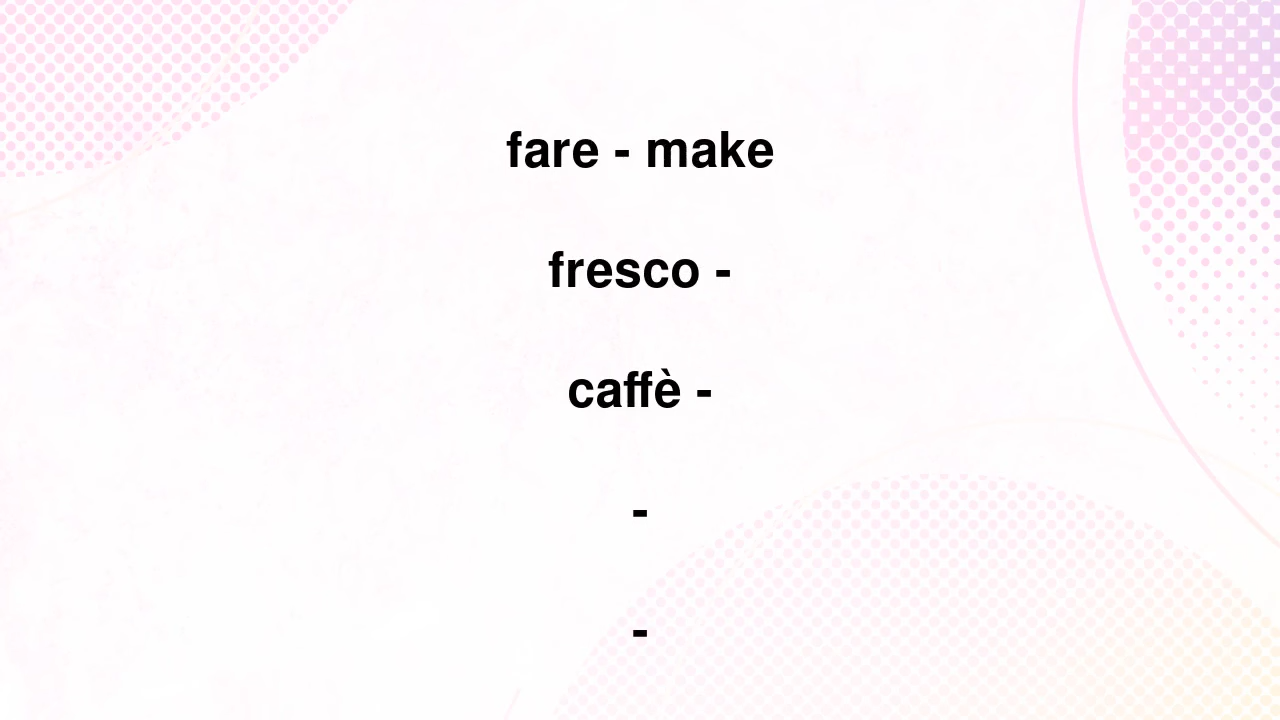 fare - make
fresco -
caffè -
-
-